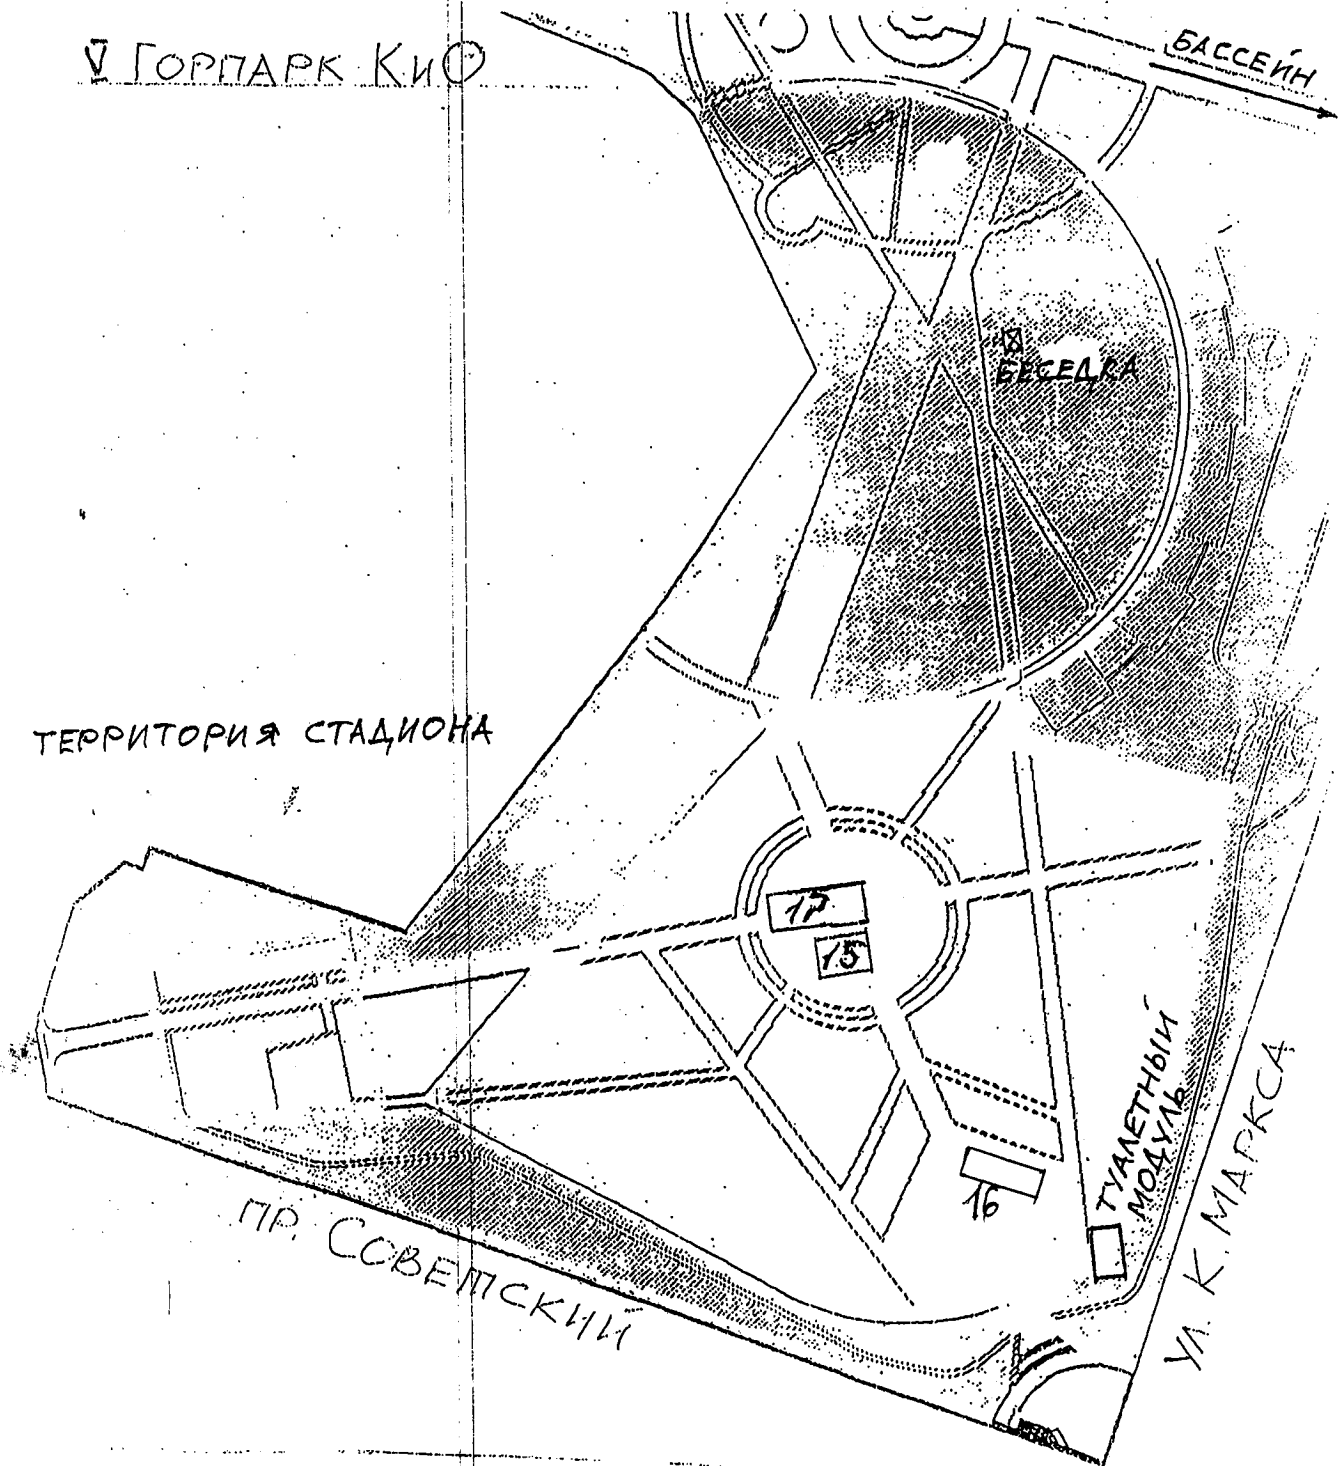 V ГОРПАРК КиО
БАССЕЙН
БЕСЕДКА
ТЕРРИТОРИЯ СТАДИОНА
17
15
ТУАЛЕТНЫЙ
МОДУЛЬ
16
ПР. СОВЕТСКИЙ
УЛ. К. МАРКСА